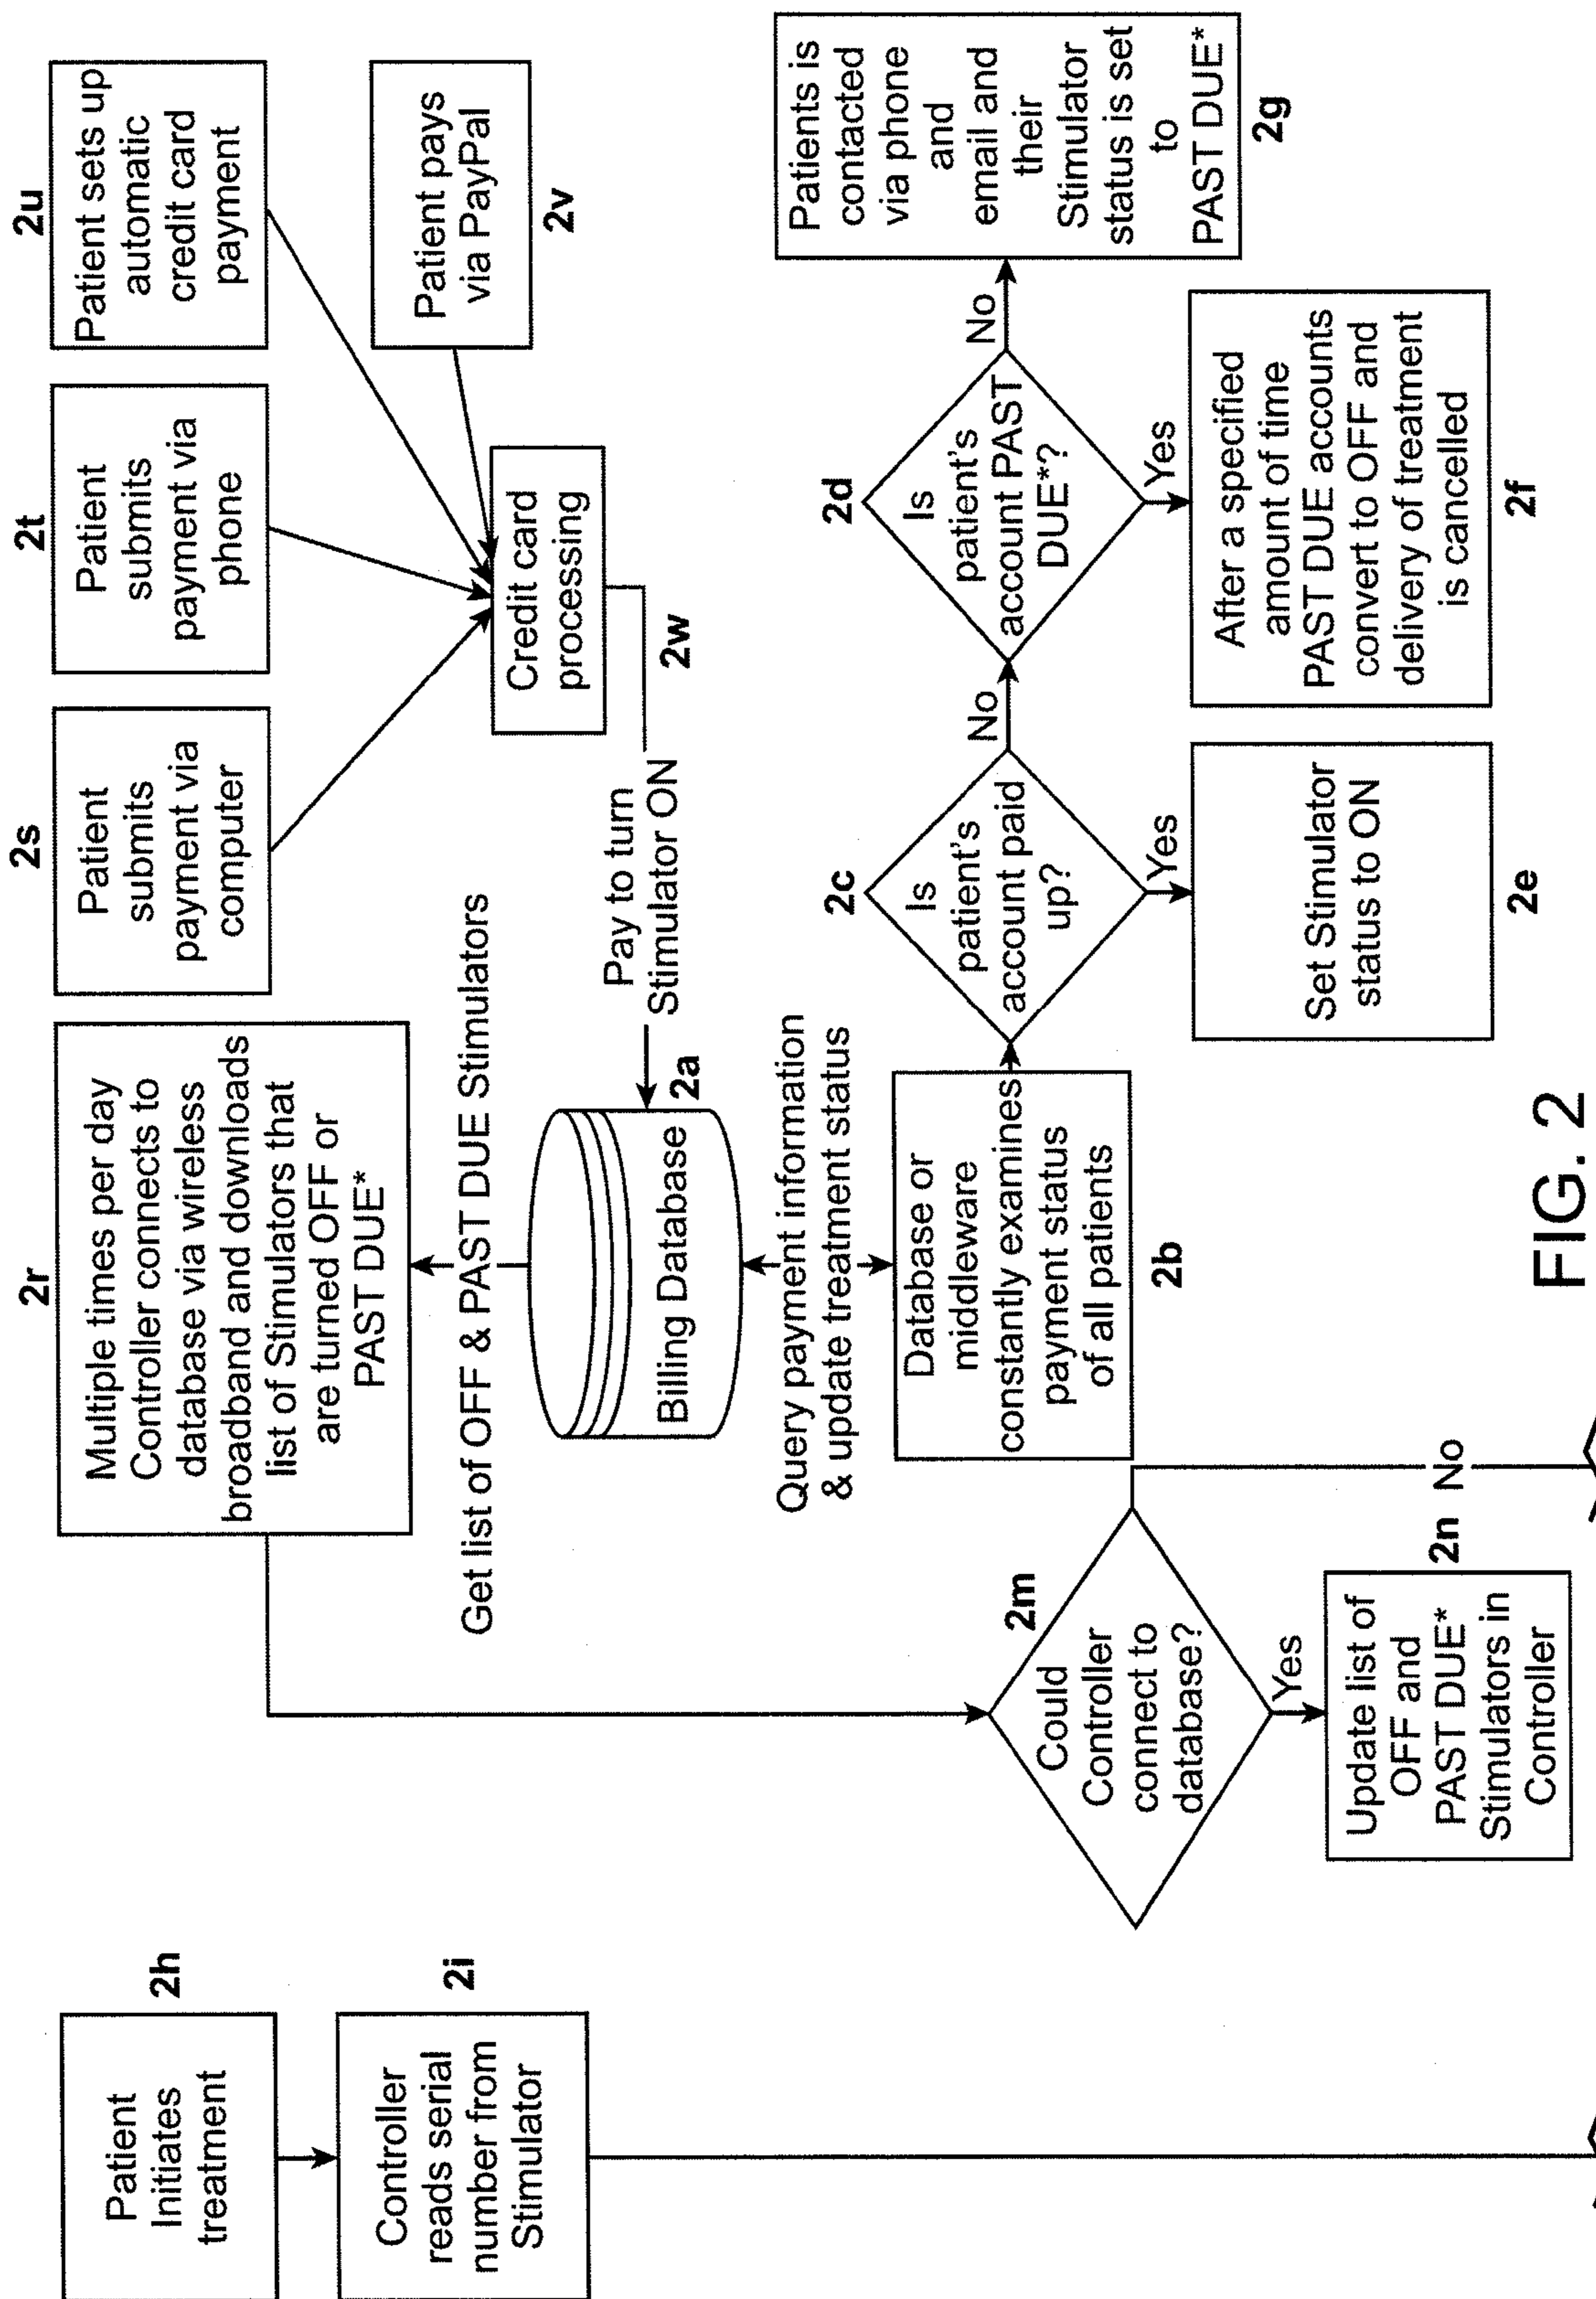 2h
Patient
Initiates
treatment
2i
Controller
reads serial
number from
Stimulator
2r
Multiple times per day
Controller connects to
database via wireless
broadband and downloads
list of Stimulators that
are turned OFF or
PAST DUE*
2s
Patient
submits
payment via
computer
2t
Patient
submits
payment via
phone
2u
Patient sets up
automatic
credit card
payment
Patient pays
via PayPal
2v
Credit card
processing
2w
Pay to turn
Stimulator ON
Get list of OFF & PAST DUE Stimulators
Billing Database
2a
Query payment information
& update treatment status
Database or
middleware
constantly examines
payment status
of all patients
2b
2c
Is
patient's
account paid
up?
No
Yes
Set Stimulator
status to ON
2e
2d
Is
patient's
account PAST
DUE*?
No
Yes
After a specified
amount of time
PAST DUE accounts
convert to OFF and
delivery of treatment
is cancelled
2f
Patients is
contacted
via phone
and
email and
their
Stimulator
status is set
to
PAST DUE*
2g
2m
Could
Controller
connect to
database?
Yes
No
2n
Update list of
OFF and
PAST DUE*
Stimulators in
Controller
FIG. 2